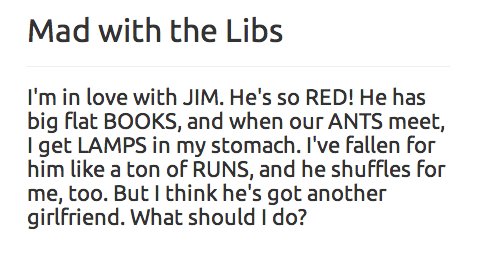 Mad with the Libs
I'm in love with JIM. He's so RED! He has
big flat BOOKS, and when our ANTS meet,
I get LAMPS in my stomach. I've fallen for
him like a ton of RUNS, and he shuffles for
me, too. But I think he's got another
girlfriend. What should I do?